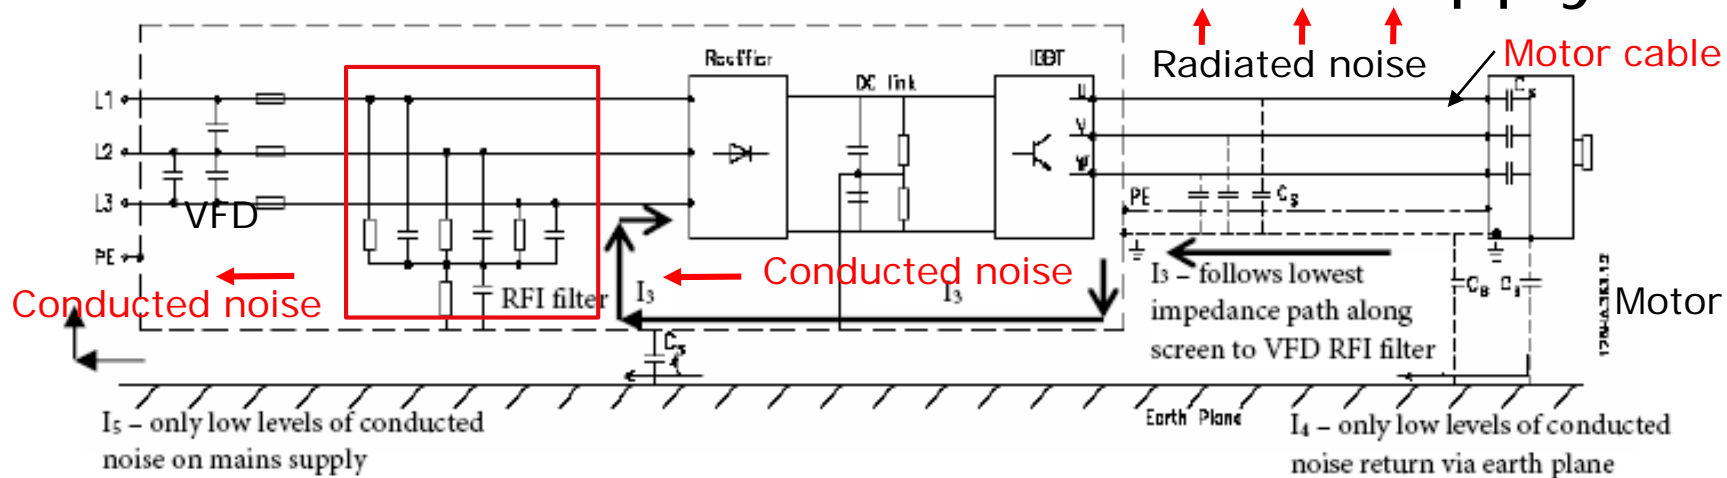 Radiated noise
Motor cable
Rectifier
IGBT
DC link
L1
U
Cs
V
L2
W
L3
VFD
PE
Cs
PE
Conducted noise
Conducted noise
RFI filter
I3
I3
I3 – follows lowest
impedance path along
screen to VFD RFI filter
Cs
Motor
Cs
Earth Plane
I5 – only low levels of conducted
noise on mains supply
I4 – only low levels of conducted
noise return via earth plane